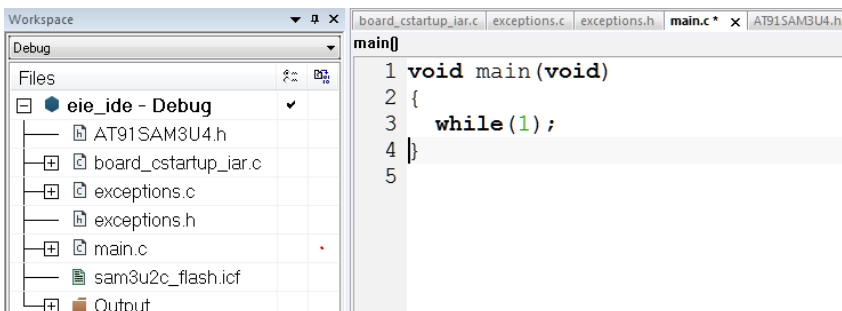 Workspace
Debug
Files
eie_ide - Debug
AT91SAM3U4.h
board_cstartup_iar.c
exceptions.c
exceptions.h
main.c
sam3u2c_flash.icf
Output
board_cstartup_iar.c exceptions.c exceptions.h main.c * x AT91SAM3U4.h
main()
1 void main(void)
2 {
3 while(1);
4 }
5